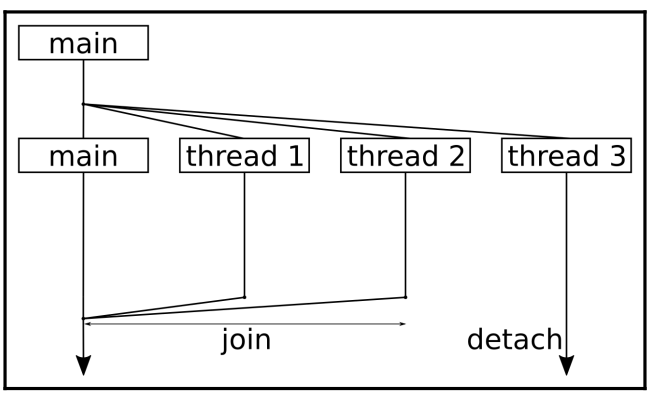 main
main
thread 1
thread 2
thread 3
join
detach